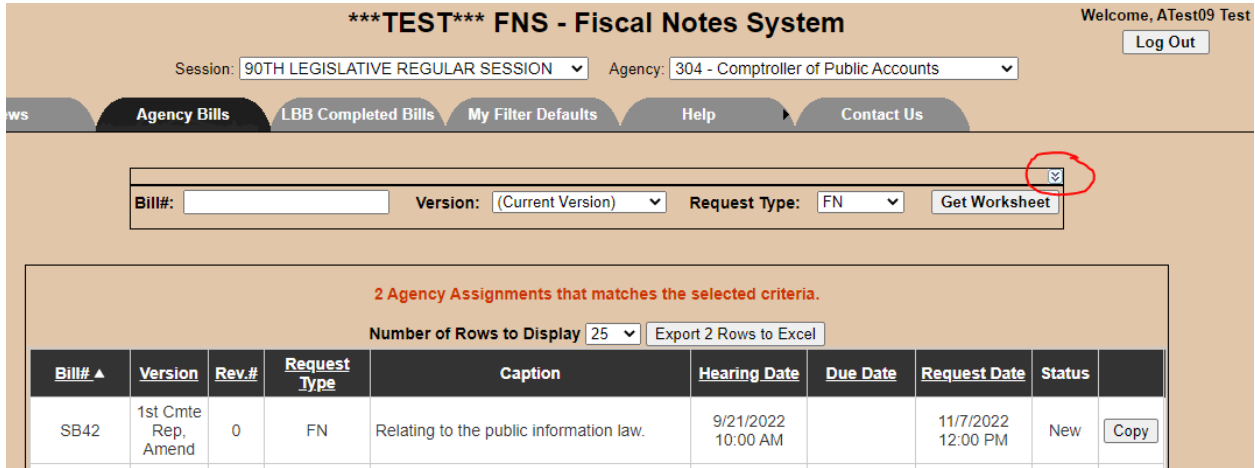 ***TEST*** FNS - Fiscal Notes System
Welcome, ATest09 Test
Log Out
Session: 90TH LEGISLATIVE REGULAR SESSION Agency: 304 - Comptroller of Public Accounts
ws Agency Bills LBB Completed Bills My Filter Defaults Help Contact Us
Bill#: Version: (Current Version) Request Type: FN Get Worksheet
2 Agency Assignments that matches the selected criteria.
Number of Rows to Display 25 Export 2 Rows to Excel
Bill# ▲ Version Rev.# Request Type Caption Hearing Date Due Date Request Date Status
SB42 1st Cmte Rep, Amend 0 FN Relating to the public information law. 9/21/2022 10:00 AM 11/7/2022 12:00 PM New Copy